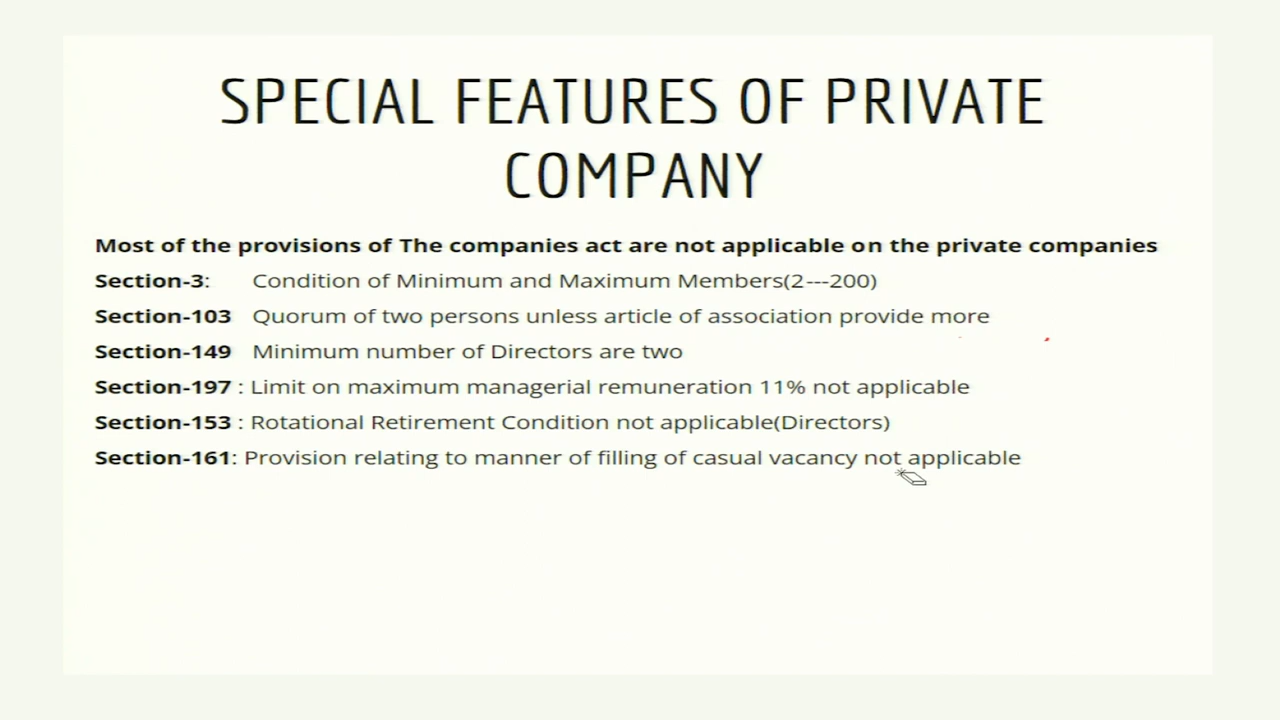 SPECIAL FEATURES OF PRIVATE
COMPANY
Most of the provisions of The companies act are not applicable on the private companies
Section-3: Condition of Minimum and Maximum Members(2---200)
Section-103 Quorum of two persons unless article of association provide more
Section-149 Minimum number of Directors are two
Section-197 : Limit on maximum managerial remuneration 11% not applicable
Section-153 : Rotational Retirement Condition not applicable(Directors)
Section-161: Provision relating to manner of filling of casual vacancy not applicable